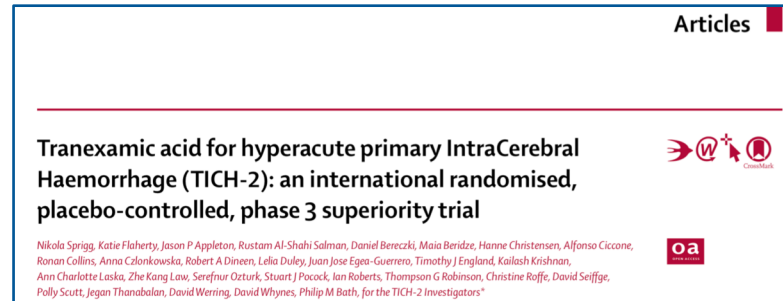 Articles
Tranexamic acid for hyperacute primary IntraCerebral
Haemorrhage (TICH-2): an international randomised,
placebo-controlled, phase 3 superiority trial
CrossMark
Nikola Sprigg, Katie Flaherty, Jason P Appleton, Rustam Al-Shahi Salman, Daniel Bereczki, Maia Beridze, Hanne Christensen, Alfonso Ciccone,
Ronan Collins, Anna Czlonkowska, Robert A Dineen, Lelia Duley, Juan Jose Egea-Guerrero, Timothy J England, Kailash Krishnan,
Ann Charlotte Laska, Zhe Kang Law, Serefnur Ozturk, Stuart J Pocock, Ian Roberts, Thompson G Robinson, Christine Roffe, David Seiffge,
Polly Scutt, Jegan Thanabalan, David Werring, David Whynes, Philip M Bath, for the TICH-2 Investigators*
oa
OPEN ACCESS